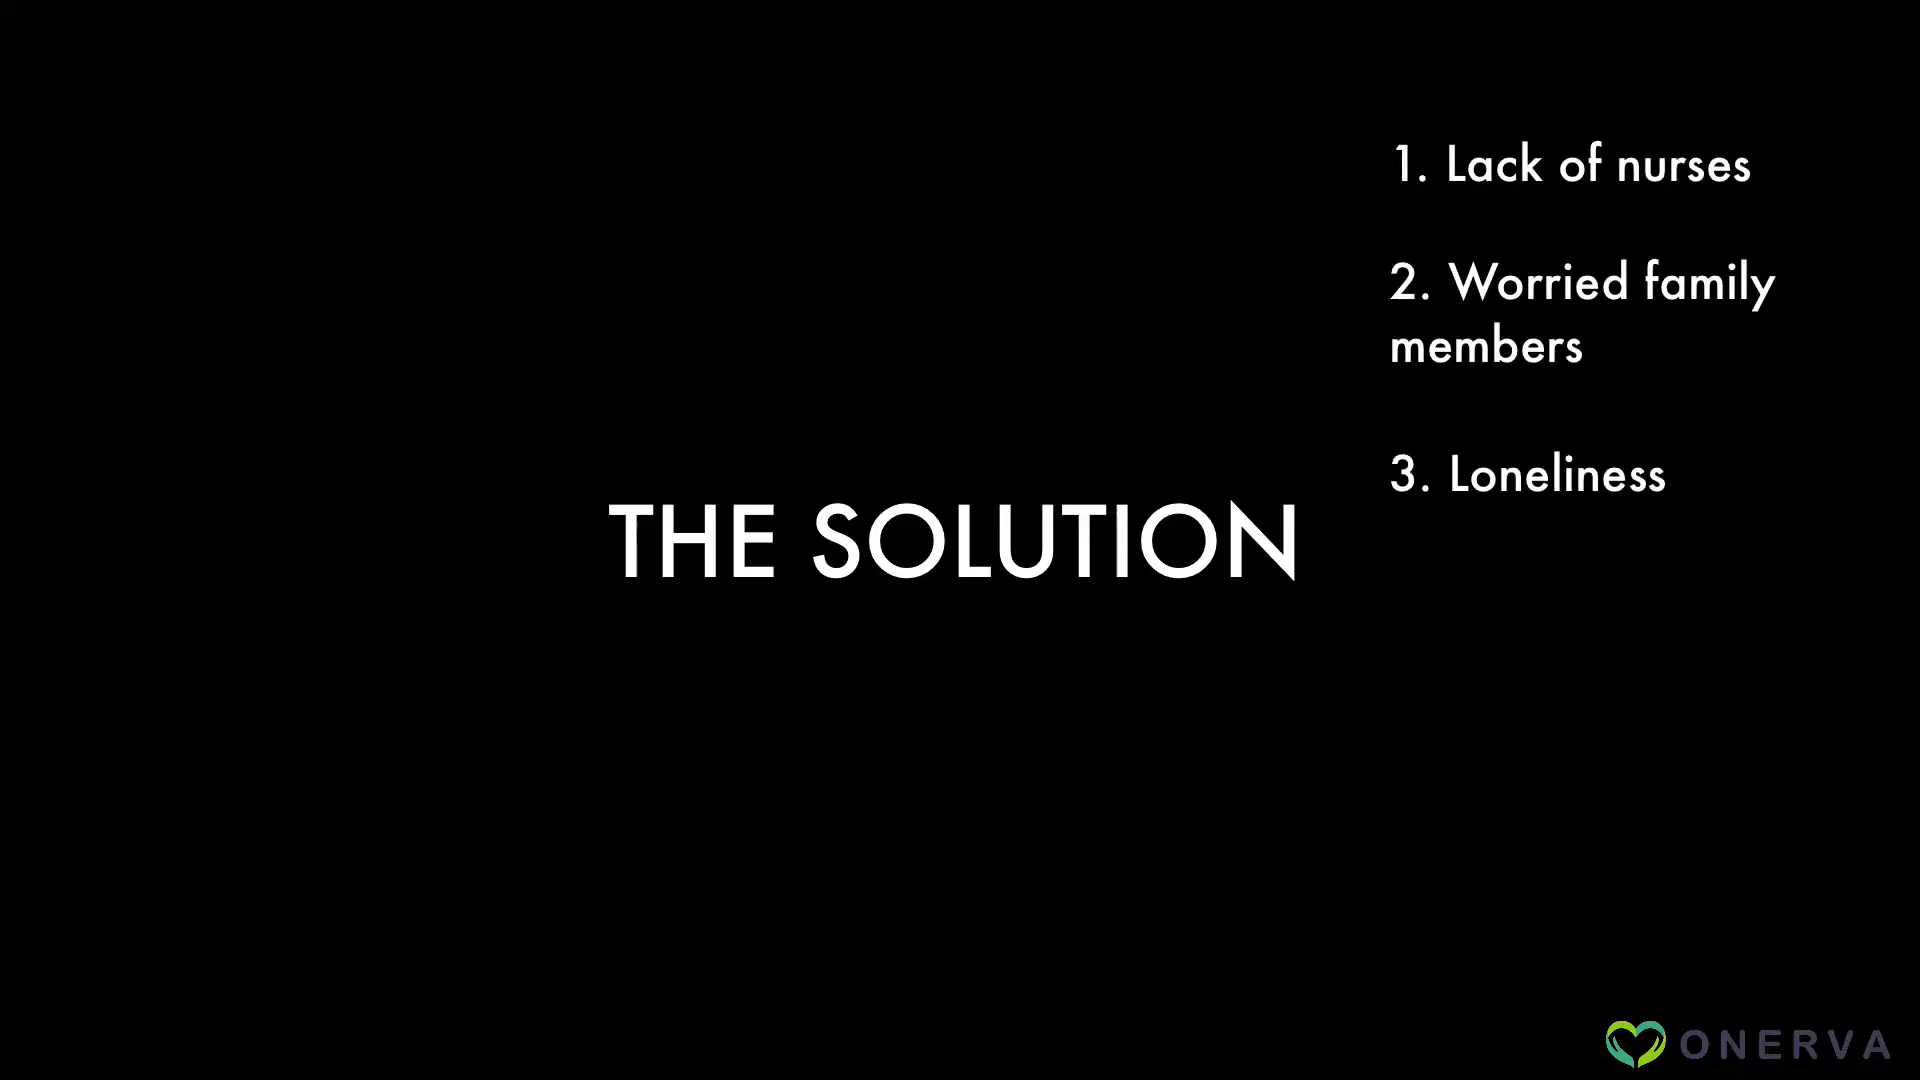 1. Lack of nurses
2. Worried family
members
3. Loneliness
THE SOLUTION
ONERVA